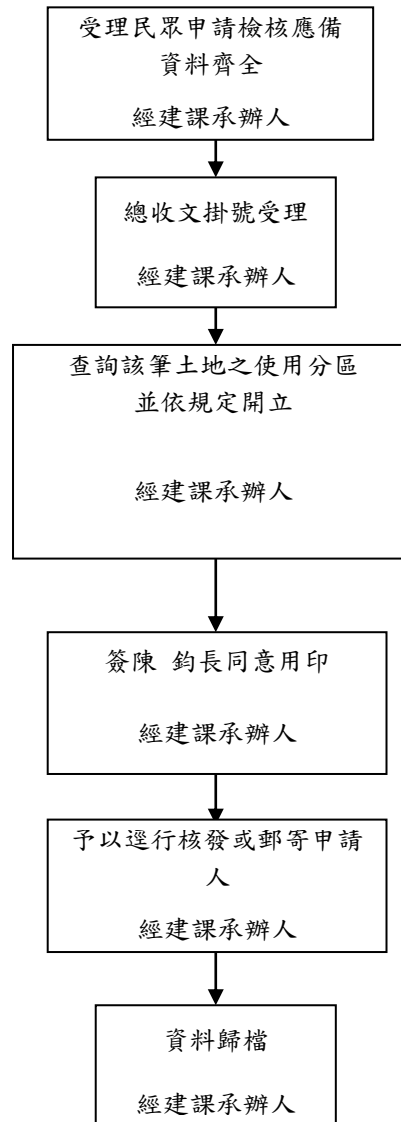 受理民眾申請檢核應備
資料齊全
經建課承辦人
總收文掛號受理
經建課承辦人
查詢該筆土地之使用分區
並依規定開立
經建課承辦人
簽陳 鈞長同意用印
經建課承辦人
予以逕行核發或郵寄申請
人
經建課承辦人
資料歸檔
經建課承辦人